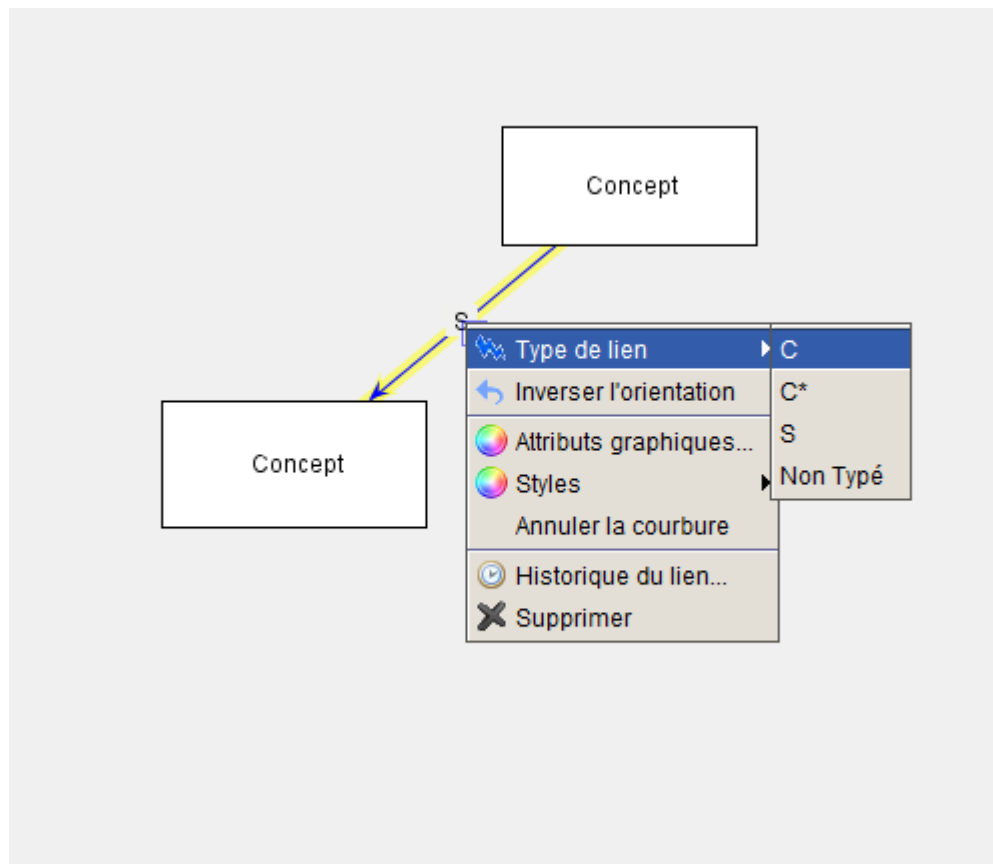 Concept
S
Type de lien
C
Inverser l'orientation
C*
Attributs graphiques...
S
Styles
Non Typé
Concept
Annuler la courbure
Historique du lien...
Supprimer